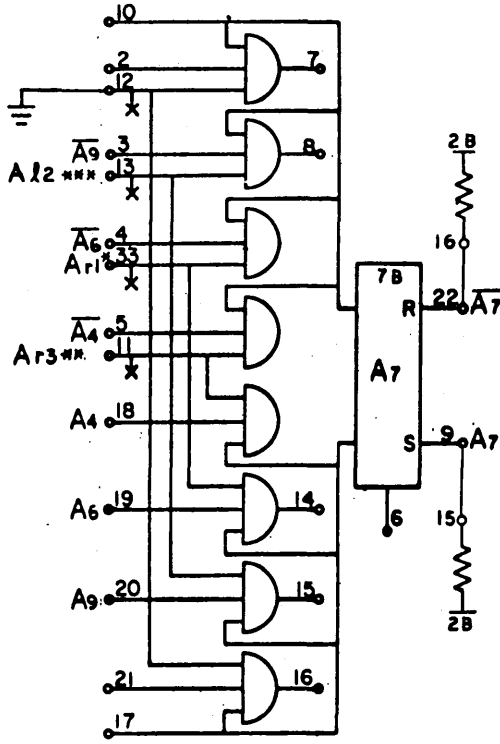 10
2
7
12
A̅9̅ 3
8
Al2*** 13
2B
A̅6̅ 4
Ar1* 33
16
7B
R 22 A̅7̅
A̅4̅ 5
Ar3** 11
A7
A4 18
S 9 A7
A6 19
14
6
15
A9 20
15
2B
21
16
17